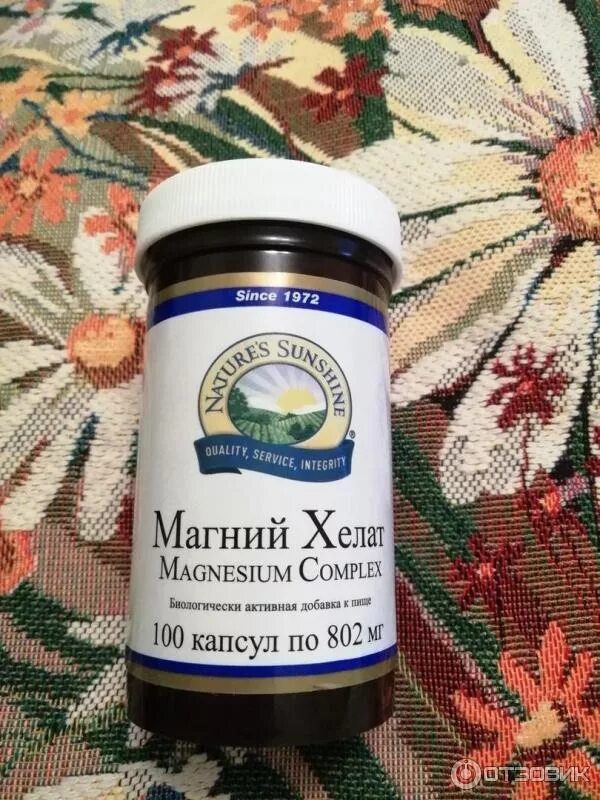 Since 1972
NATURE'S SUNSHINE
®
QUALITY, SERVICE, INTEGRITY
Магний Хелат
MAGNESIUM COMPLEX
Биологически активная добавка к пище
100 капсул по 802 мг
ОТЗОВИК